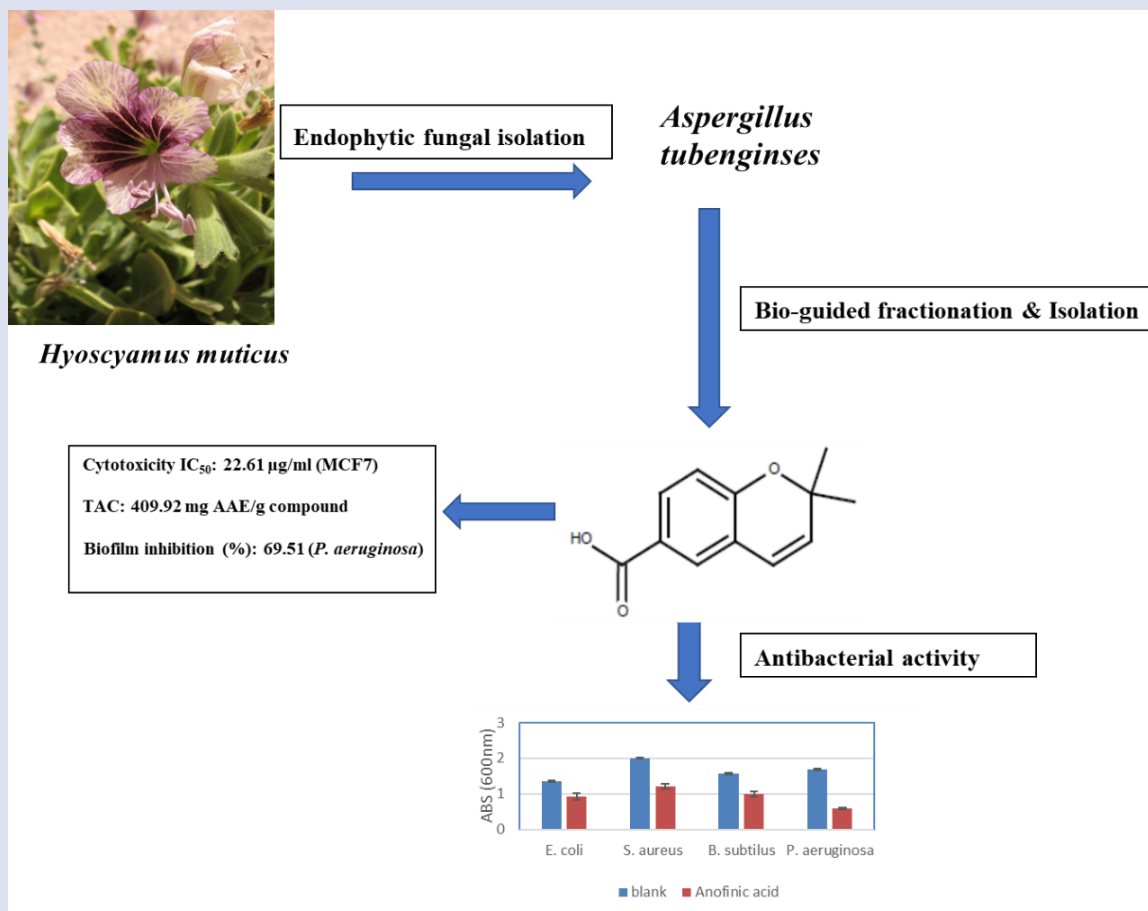 Endophytic fungal isolation
Aspergillus
tubenginses
Hyoscyamus muticus
Bio-guided fractionation & Isolation
Cytotoxicity IC₅₀: 22.61 µg/ml (MCF7)
TAC: 409.92 mg AAE/g compound
Biofilm inhibition (%): 69.51 (P. aeruginosa)
O
HO
O
Antibacterial activity
ABS (600nm)
3
2
1
0
E. coli S. aureus B. subtilus P. aeruginosa
blank Anofinic acid